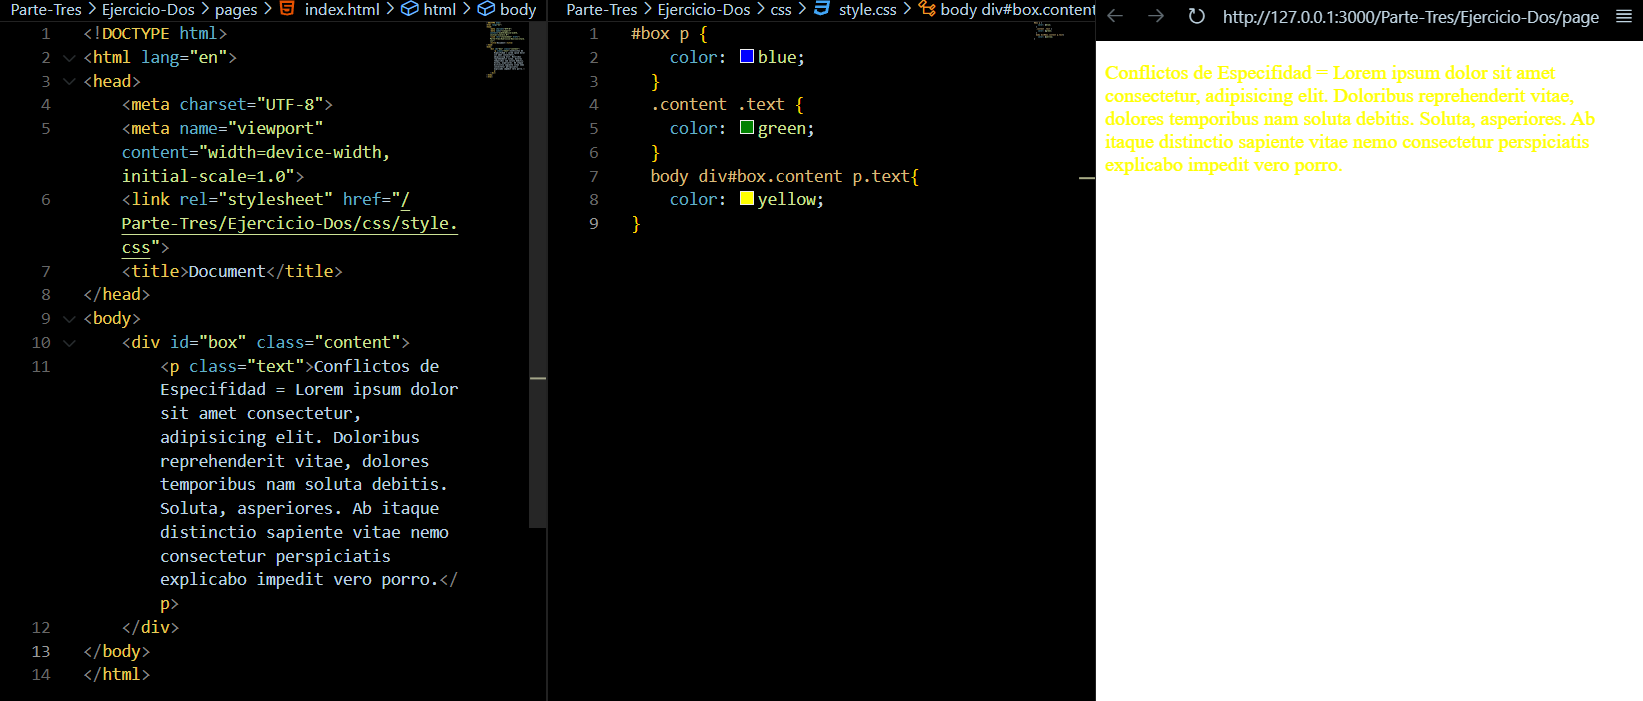 Parte-Tres > Ejercicio-Dos > pages > index.html > html > body
1 <!DOCTYPE html>
2 <html lang="en">
3 <head>
4 <meta charset="UTF-8">
5 <meta name="viewport"
content="width=device-width,
initial-scale=1.0">
6 <link rel="stylesheet" href="/
Parte-Tres/Ejercicio-Dos/css/style.
css">
7 <title>Document</title>
8 </head>
9 <body>
10 <div id="box" class="content">
11 <p class="text">Conflictos de
Especifidad = Lorem ipsum dolor
sit amet consectetur,
adipisicing elit. Doloribus
reprehenderit vitae, dolores
temporibus nam soluta debitis.
Soluta, asperiores. Ab itaque
distinctio sapiente vitae nemo
consectetur perspiciatis
explicabo impedit vero porro.</
p>
12 </div>
13 </body>
14 </html>
Parte-Tres > Ejercicio-Dos > css > style.css > body div#box.content
1 #box p {
2 color: blue;
3 }
4 .content .text {
5 color: green;
6 }
7 body div#box.content p.text{
8 color: yellow;
9 }
http://127.0.0.1:3000/Parte-Tres/Ejercicio-Dos/page
Conflictos de Especifidad = Lorem ipsum dolor sit amet
consectetur, adipisicing elit. Doloribus reprehenderit vitae,
dolores temporibus nam soluta debitis. Soluta, asperiores. Ab
itaque distinctio sapiente vitae nemo consectetur perspiciatis
explicabo impedit vero porro.